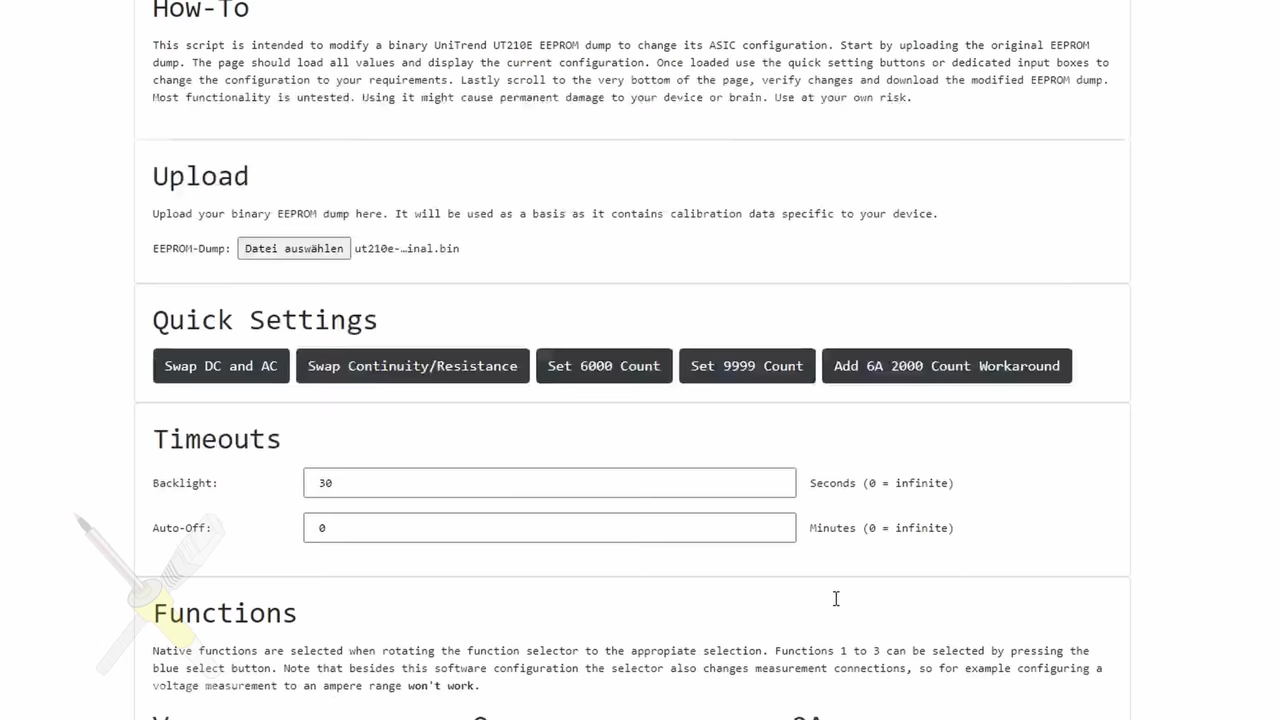 How-To
This script is intended to modify a binary UniTrend UT210E EEPROM dump to change its ASIC configuration. Start by uploading the original EEPROM
dump. The page should load all values and display the current configuration. Once loaded use the quick setting buttons or dedicated input boxes to
change the configuration to your requirements. Lastly scroll to the very bottom of the page, verify changes and download the modified EEPROM dump.
Most functionality is untested. Using it might cause permanent damage to your device or brain. Use at your own risk.
Upload
Upload your binary EEPROM dump here. It will be used as a basis as it contains calibration data specific to your device.
EEPROM-Dump: Datei auswählen ut210e-…inal.bin
Quick Settings
Swap DC and AC Swap Continuity/Resistance Set 6000 Count Set 9999 Count Add 6A 2000 Count Workaround
Timeouts
Backlight: 30 Seconds (0 = infinite)
Auto-Off: 0 Minutes (0 = infinite)
Functions
Native functions are selected when rotating the function selector to the appropiate selection. Functions 1 to 3 can be selected by pressing the
blue select button. Note that besides this software configuration the selector also changes measurement connections, so for example configuring a
voltage measurement to an ampere range won't work.